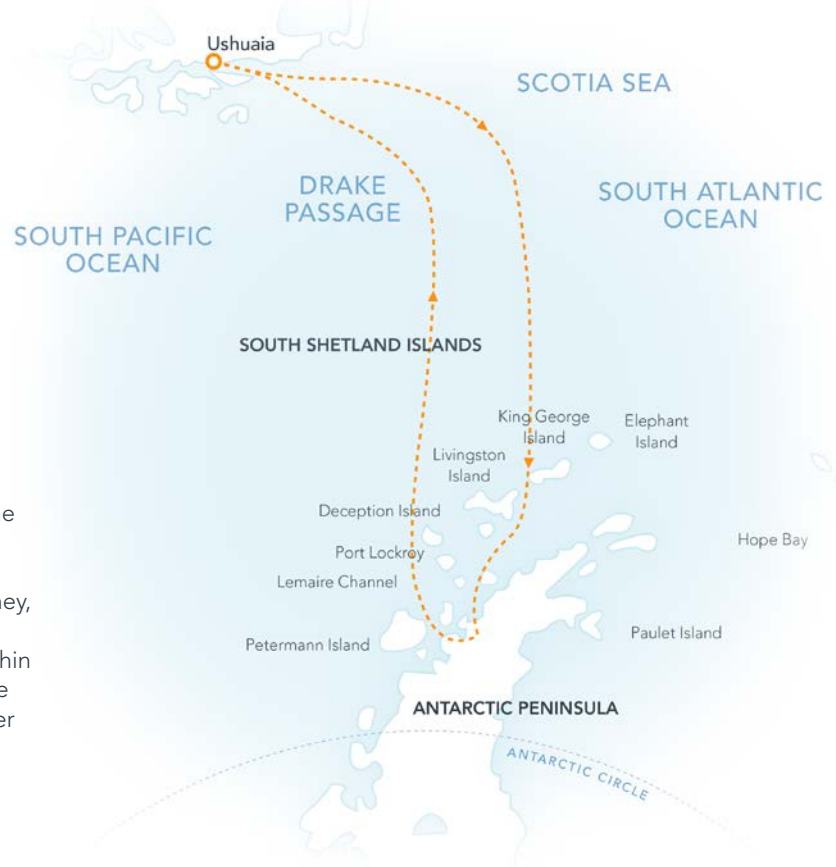 Ushuaia
SCOTIA SEA
DRAKE
PASSAGE
SOUTH ATLANTIC
OCEAN
SOUTH PACIFIC
OCEAN
SOUTH SHETLAND ISLANDS
King George
Island
Elephant
Island
Livingston
Island
Deception Island
Port Lockroy
Hope Bay
Lemaire Channel
Petermann Island
Paulet Island
ANTARCTIC PENINSULA
ANTARCTIC CIRCLE